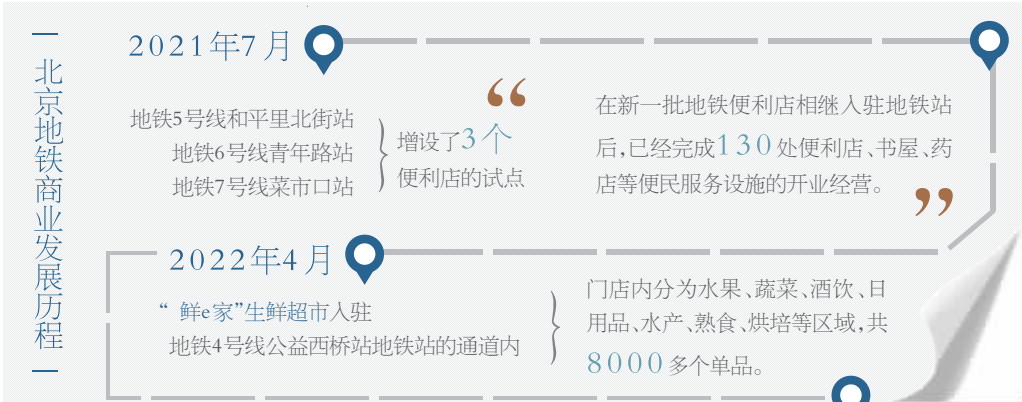 北京地铁商业发展历程
2021年7月
地铁5号线和平里北街站
地铁6号线青年路站
地铁7号线菜市口站
增设了3个
便利店的试点
“在新一批地铁便利店相继入驻地铁站
后,已经完成130处便利店、书屋、药
店等便民服务设施的开业经营。”
2022年4月
“鲜e家”生鲜超市入驻
地铁4号线公益西桥站地铁站的通道内
门店内分为水果、蔬菜、酒饮、日
用品、水产、熟食、烘培等区域,共
8000多个单品。